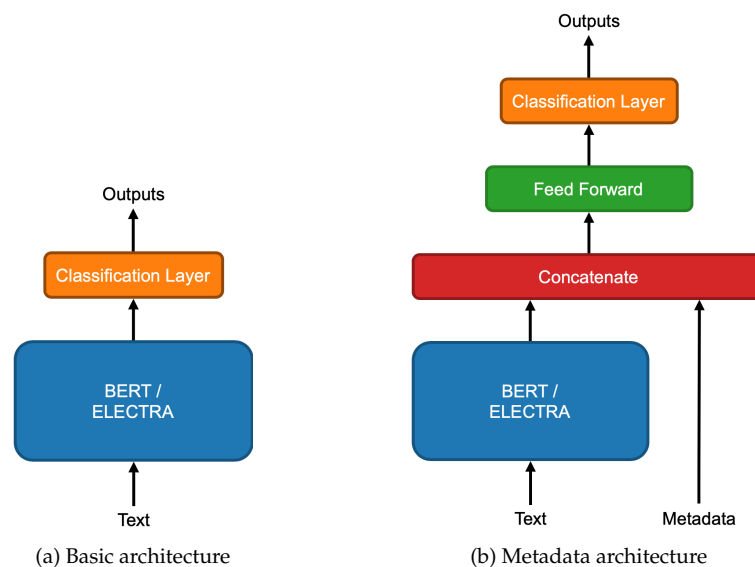 Outputs
Classification Layer
BERT /
ELECTRA
Text
(a) Basic architecture
Outputs
Classification Layer
Feed Forward
Concatenate
BERT /
ELECTRA
Text
Metadata
(b) Metadata architecture